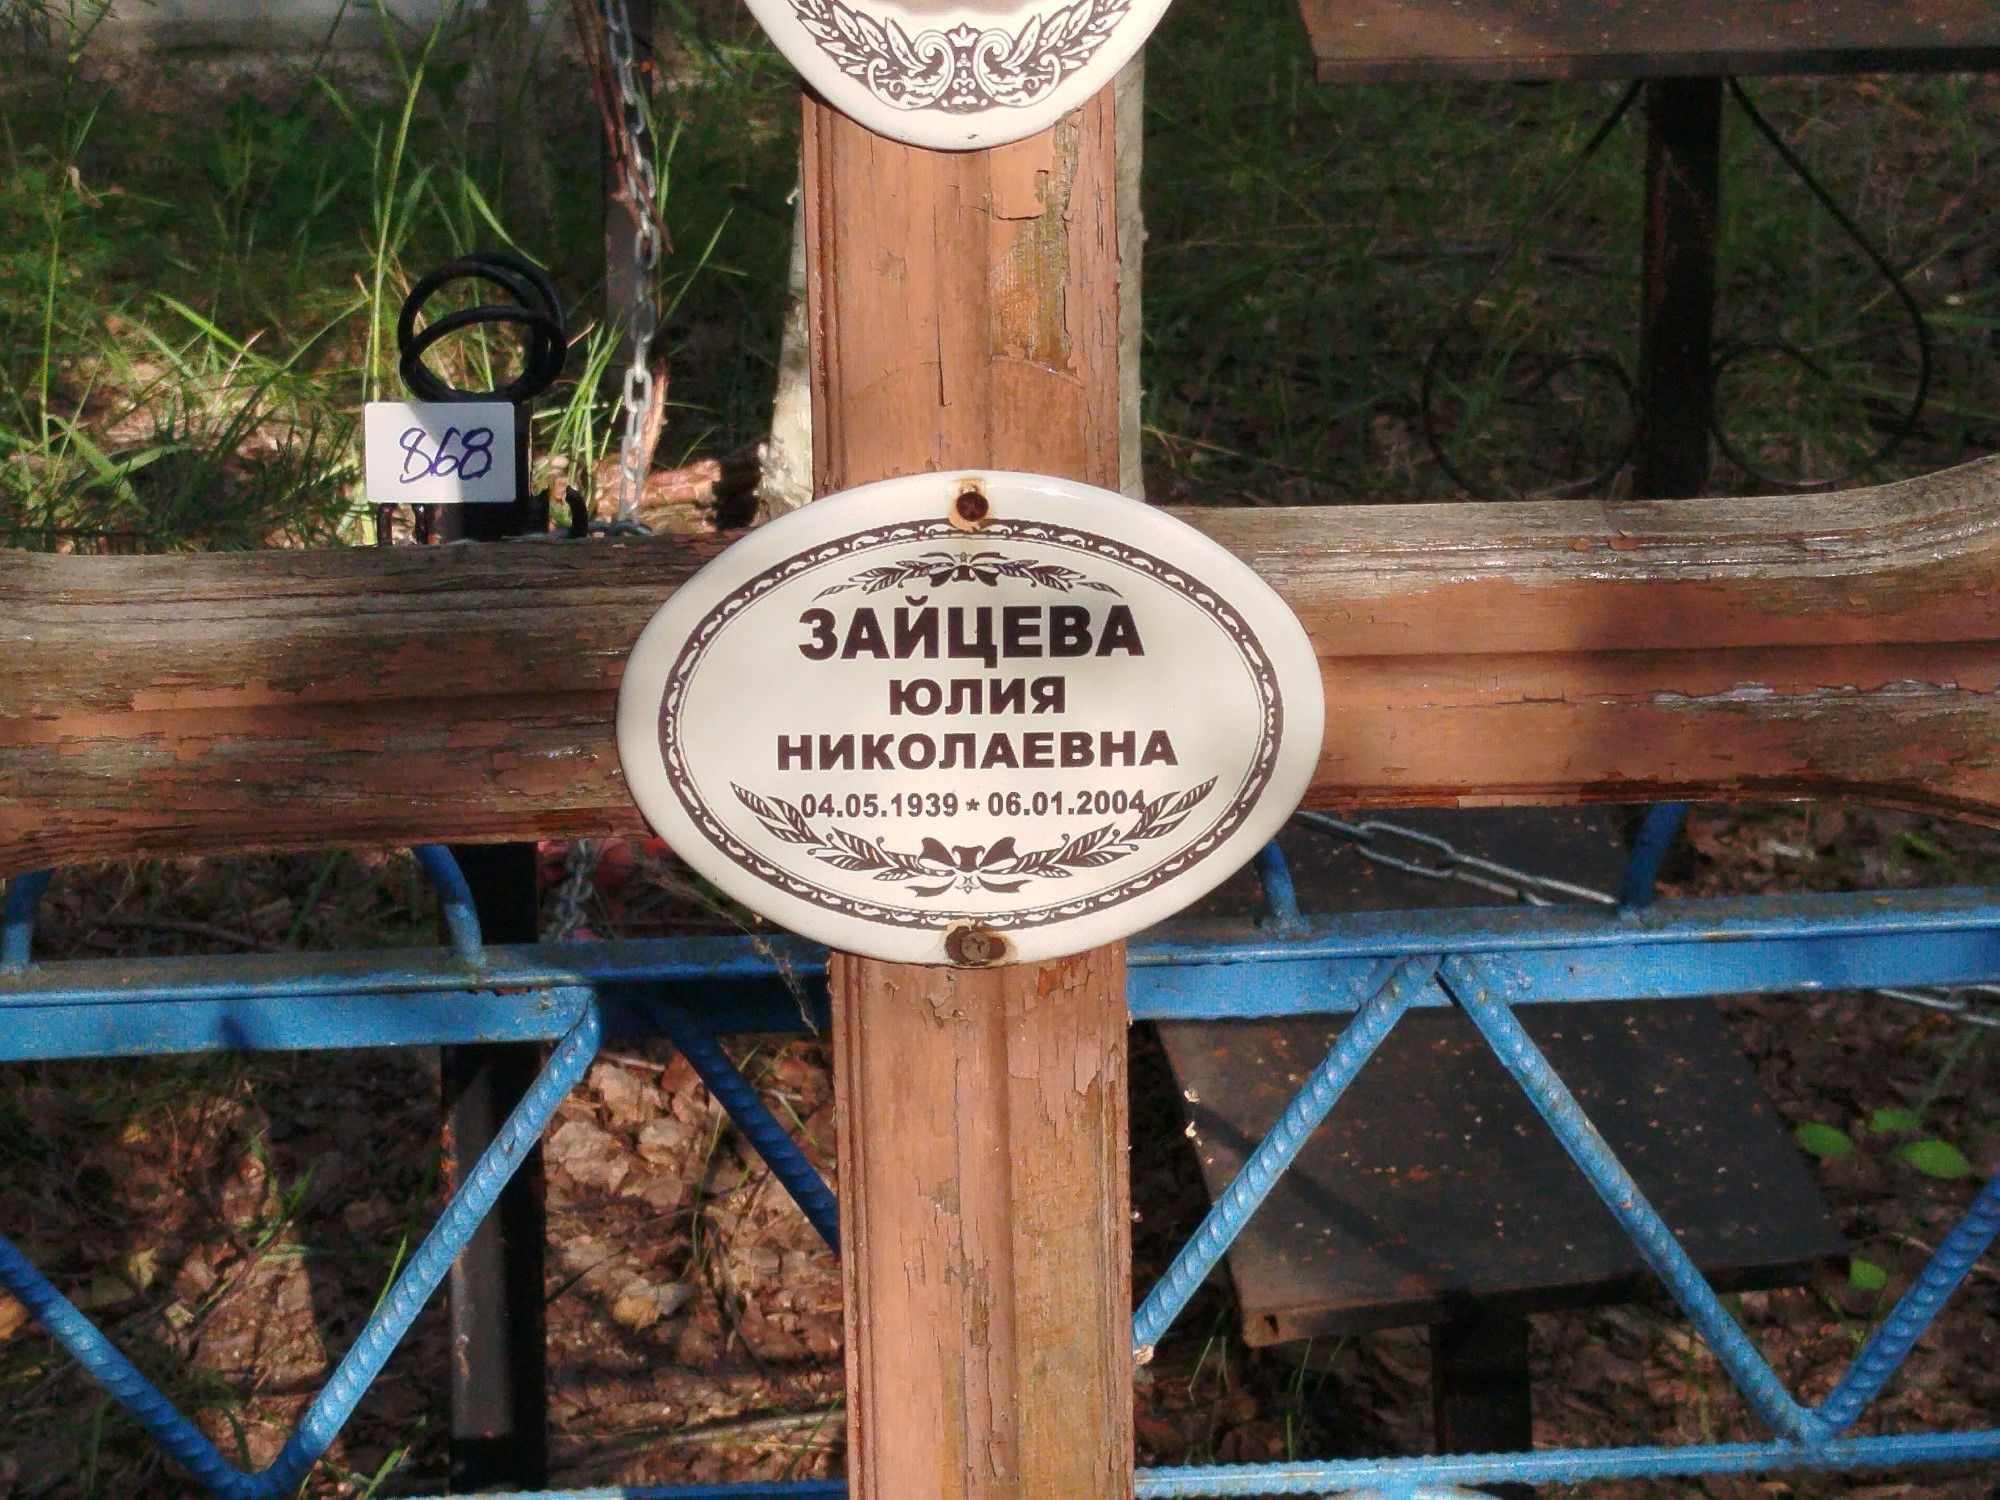 868
ЗАЙЦЕВА
ЮЛИЯ
НИКОЛАЕВНА
04.05.1939 * 06.01.2004